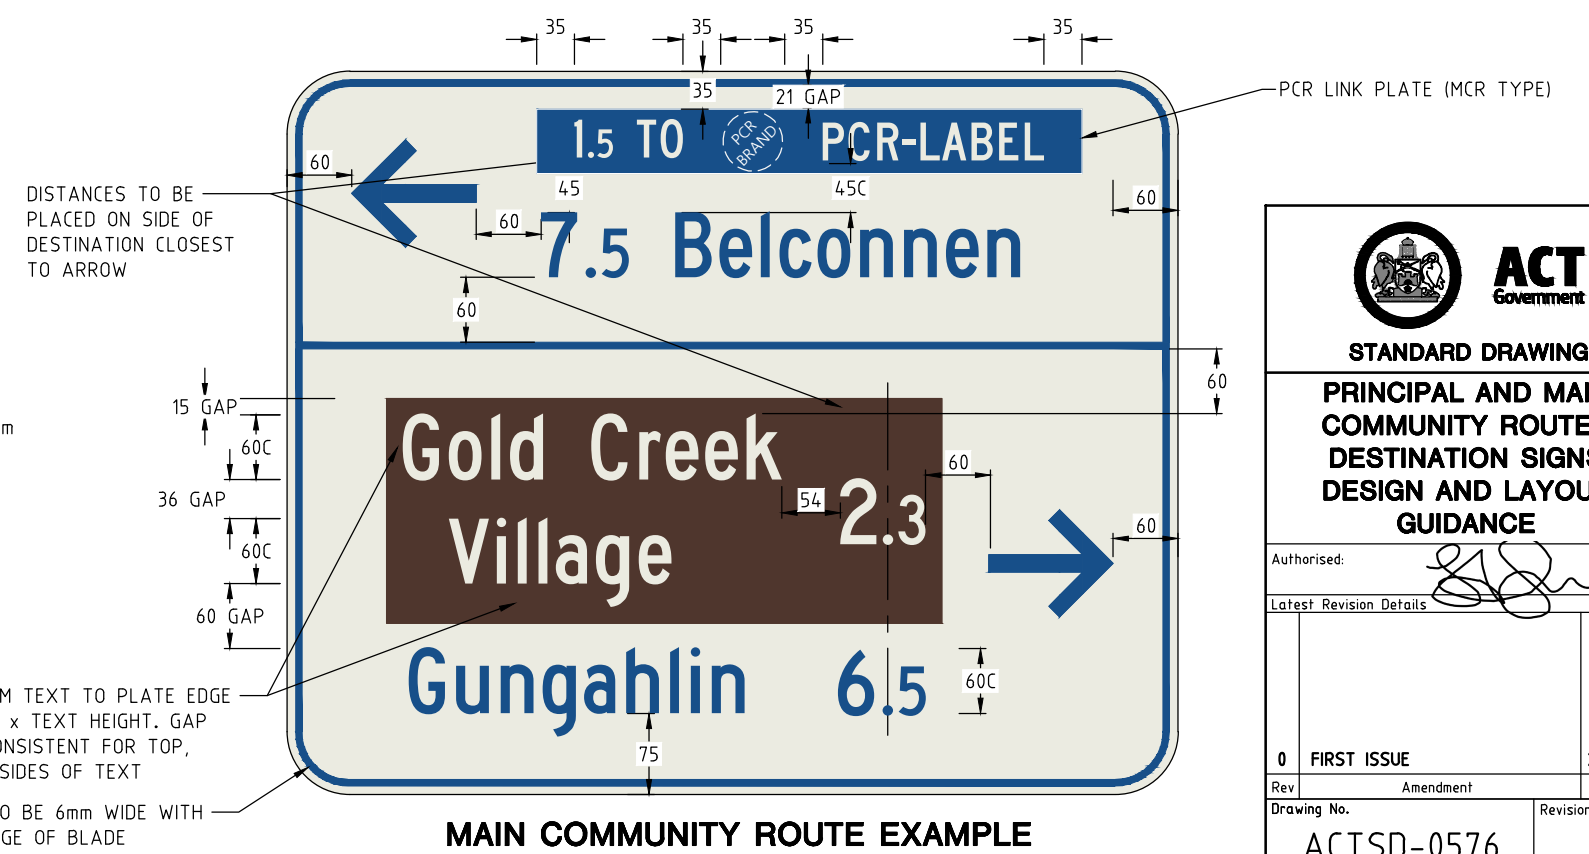 35
35
35
35
35
21 GAP
PCR LINK PLATE (MCR TYPE)
1.5 TO
PCR
BRAND
PCR-LABEL
60
DISTANCES TO BE
PLACED ON SIDE OF
DESTINATION CLOSEST
TO ARROW
45
45C
60
60
7.5 Belconnen
60
60
15 GAP
m
60C
36 GAP
60C
60 GAP
Gold Creek
Village
54
2.3
60
60
Gungahlin 6.5
60C
75
M TEXT TO PLATE EDGE
x TEXT HEIGHT. GAP
ONSISTENT FOR TOP,
SIDES OF TEXT
O BE 6mm WIDE WITH
GE OF BLADE
MAIN COMMUNITY ROUTE EXAMPLE
ACT
Government
STANDARD DRAWING
PRINCIPAL AND MAI
COMMUNITY ROUTE
DESTINATION SIGNS
DESIGN AND LAYOU
GUIDANCE
Authorised:
Latest Revision Details
0 FIRST ISSUE
Rev Amendment
Drawing No. Revision
ACTSD-0576